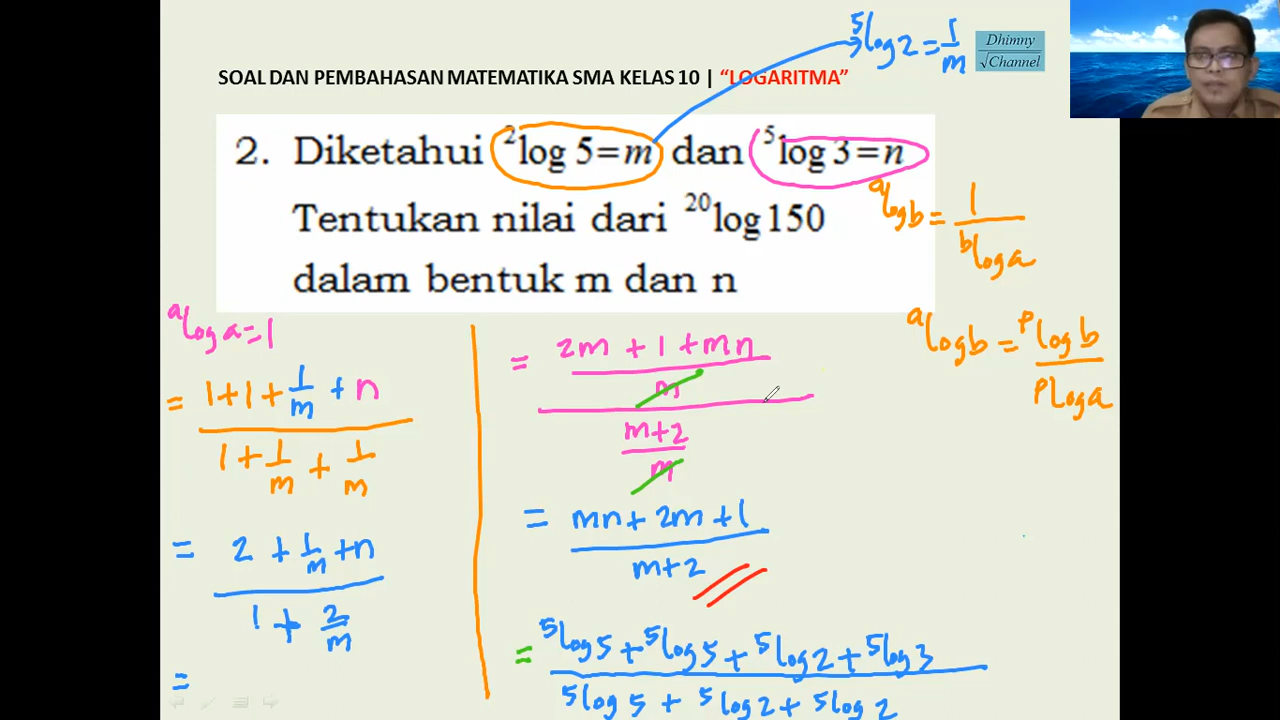 ⁵log 2 = 1/m
Dhimny
√Channel
SOAL DAN PEMBAHASAN MATEMATIKA SMA KELAS 10 | “LOGARITMA”
2. Diketahui ²log 5=m dan ⁵log 3=n
Tentukan nilai dari ²⁰log 150
dalam bentuk m dan n
ᵃlog b = 1/ᵇlog a
ᵃlog b = ᵖlog b/ᵖlog a
ᵃlog a = 1
= (1+1+1/m+n)/(1+1/m+1/m)
= (2+1/m+n)/(1+2/m)
=
= ((2m+1+mn)/m)/((m+2)/m)
= (mn+2m+1)/(m+2)
= (⁵log 5+⁵log 5+⁵log 2+⁵log 3)/(⁵log 5+⁵log 2+⁵log 2)